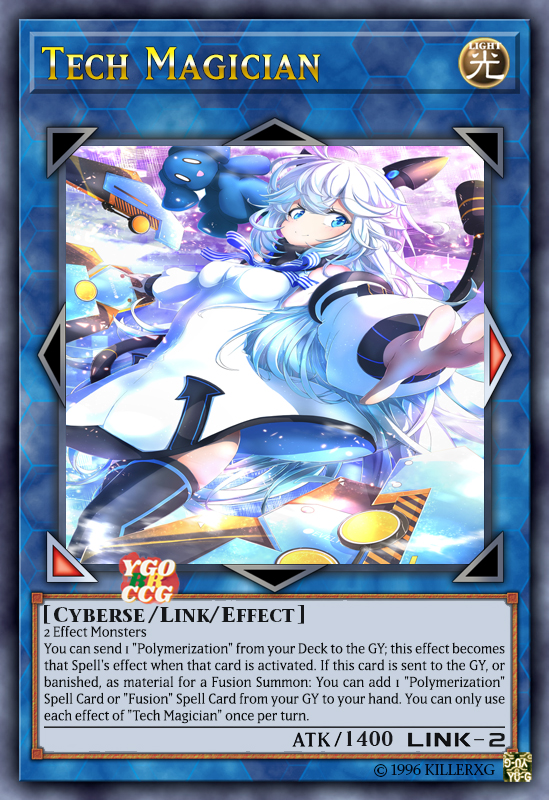 Tech Magician
LIGHT
光
YGO
BR
CCG
[Cyberse/Link/Effect]
2 Effect Monsters
You can send 1 "Polymerization" from your Deck to the GY; this effect becomes
that Spell's effect when that card is activated. If this card is sent to the GY, or
banished, as material for a Fusion Summon: You can add 1 "Polymerization"
Spell Card or "Fusion" Spell Card from your GY to your hand. You can only use
each effect of "Tech Magician" once per turn.
ATK/1400 LINK-2
© 1996 KILLERXG